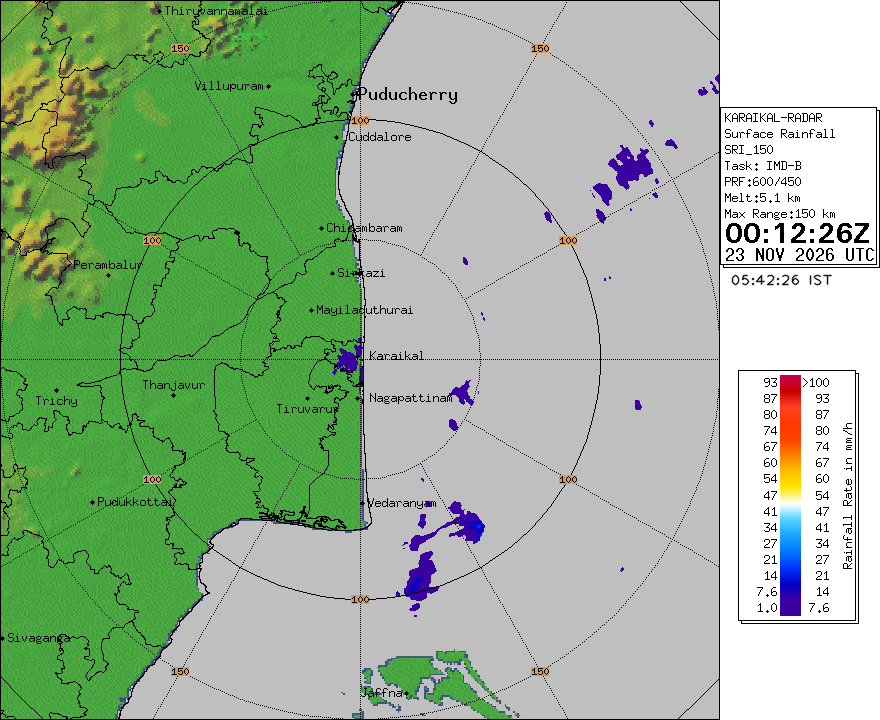 Thiruvannamalai
150
150
Villupuram
Puducherry
100
Cuddalore
Chidambaram
100
100
Perambalur
Sirkazi
Mayiladuthurai
Karaikal
Thanjavur
Trichy
Tiruvarur
Nagapattinam
100
100
Pudukkottai
Vedaranyam
100
Sivaganga
150
150
Jaffna
KARAIKAL-RADAR
Surface Rainfall
SRI_150
Task: IMD-B
PRF:600/450
Melt:5.1 km
Max Range:150 km
00:12:26Z
23 NOV 2026 UTC
05:42:26 IST
93 >100
87 93
80 87
74 80
67 74
60 67
54 60
47 54
41 47
34 41
27 34
21 27
14 21
7.6 14
1.0 7.6
Rainfall Rate in mm/h